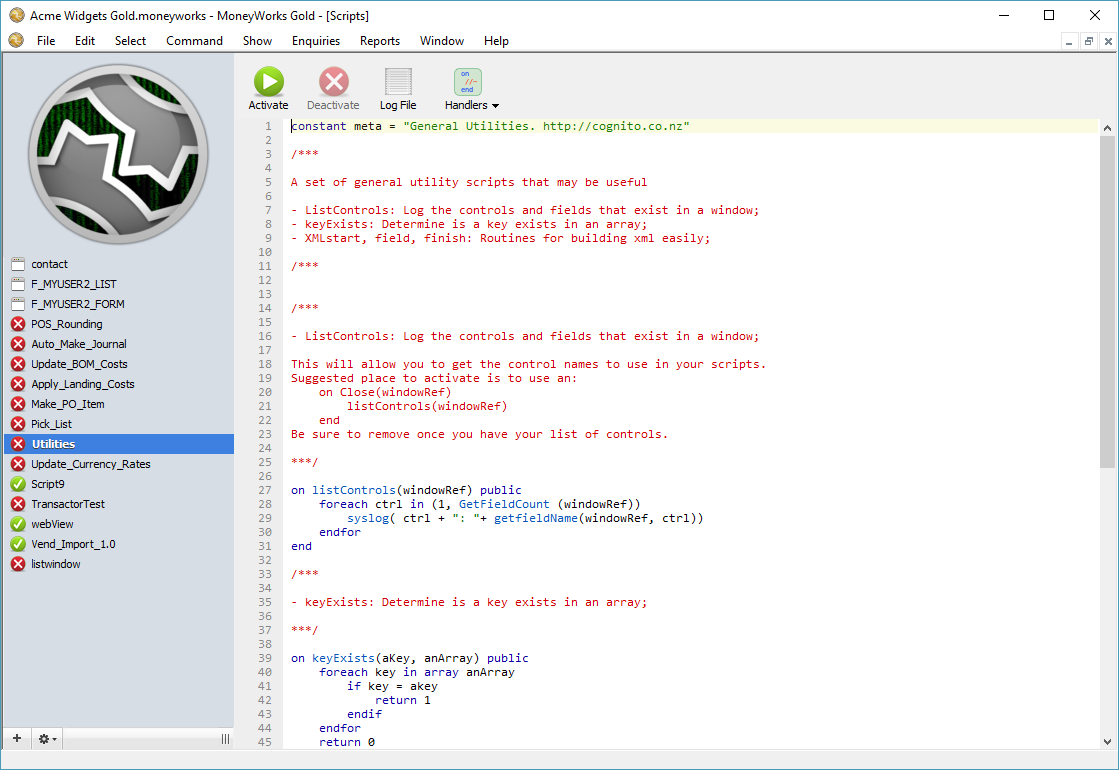 Acme Widgets Gold.moneyworks - MoneyWorks Gold - [Scripts]
File Edit Select Command Show Enquiries Reports Window Help
Activate Deactivate Log File Handlers
on
//~
end
contact
F_MYUSER2_LIST
F_MYUSER2_FORM
POS_Rounding
Auto_Make_Journal
Update_BOM_Costs
Apply_Landing_Costs
Make_PO_Item
Pick_List
Utilities
Update_Currency_Rates
Script9
TransactorTest
webView
Vend_Import_1.0
listwindow
1 constant meta = "General Utilities. http://cognito.co.nz"
2
3 /***
4
5 A set of general utility scripts that may be useful
6
7 - ListControls: Log the controls and fields that exist in a window;
8 - keyExists: Determine is a key exists in an array;
9 - XMLstart, field, finish: Routines for building xml easily;
10
11 /***
12
13
14 /***
15
16 - ListControls: Log the controls and fields that exist in a window;
17
18 This will allow you to get the control names to use in your scripts.
19 Suggested place to activate is to use an:
20     on Close(windowRef)
21         listControls(windowRef)
22     end
23 Be sure to remove once you have your list of controls.
24
25 ***/
26
27 on listControls(windowRef) public
28     foreach ctrl in (1, GetFieldCount (windowRef))
29         syslog( ctrl + ": "+ getfieldName(windowRef, ctrl))
30     endfor
31 end
32
33 /***
34
35 - keyExists: Determine is a key exists in an array;
36
37 ***/
38
39 on keyExists(aKey, anArray) public
40     foreach key in array anArray
41         if key = akey
42             return 1
43         endif
44     endfor
45     return 0